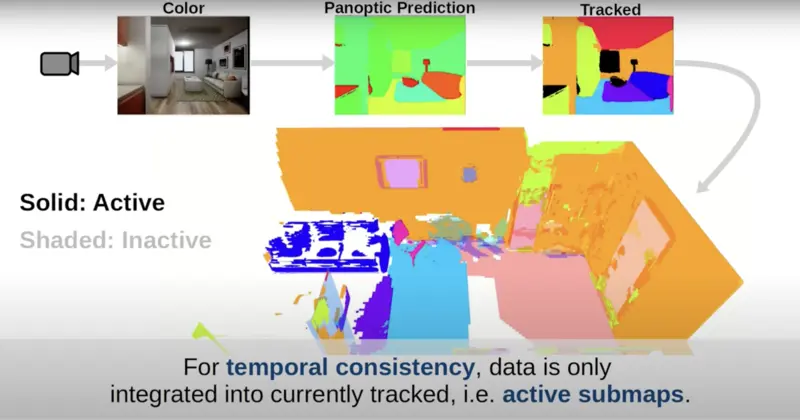 Color
Panoptic Prediction
Tracked
Solid: Active
Shaded: Inactive
For temporal consistency, data is only
integrated into currently tracked, i.e. active submaps.